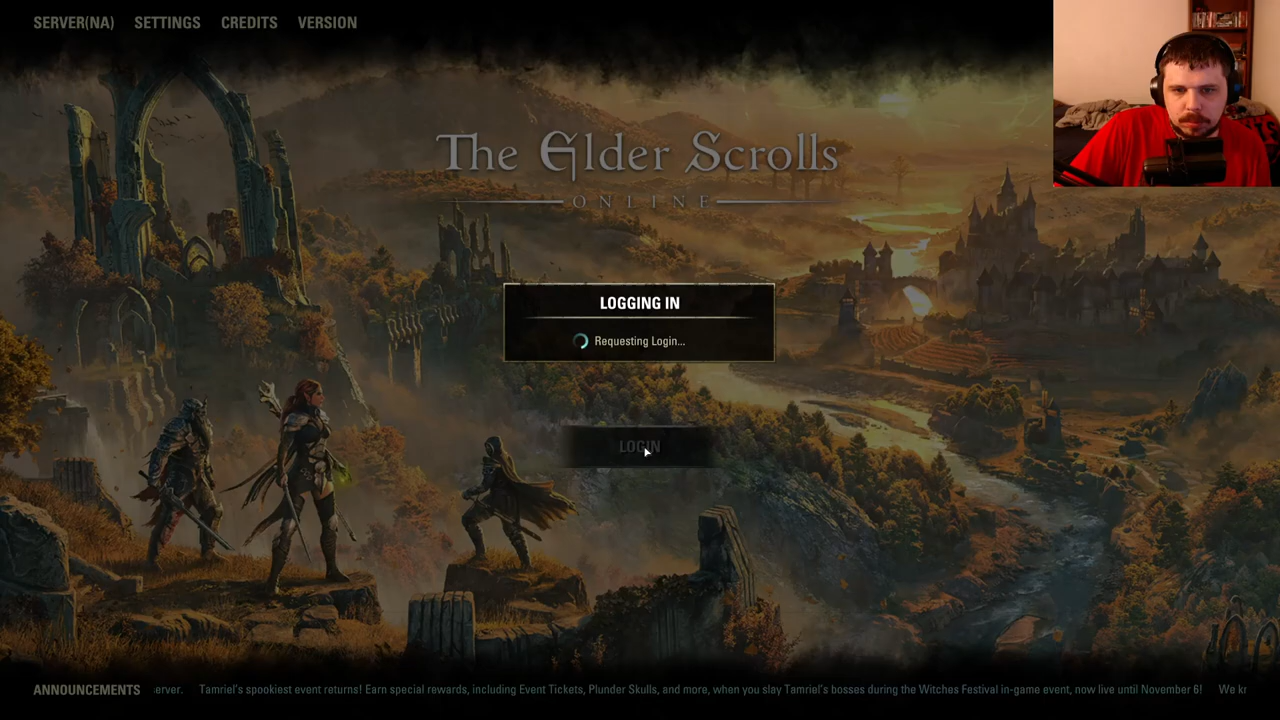 SERVER(NA) SETTINGS CREDITS VERSION
The Elder Scrolls
ONLINE
LOGGING IN
Requesting Login...
LOGIN
ANNOUNCEMENTS erver. Tamriel's spookiest event returns! Earn special rewards, including Event Tickets, Plunder Skulls, and more, when you slay Tamriel's bosses during the Witches Festival in-game event, now live until November 6! We kr